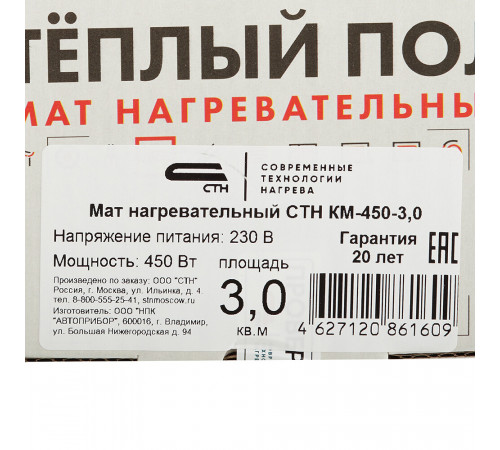 ТЁПЛЫЙ ПОЛ
МАТ НАГРЕВАТЕЛЬНЫ
СТН
СОВРЕМЕННЫЕ
ТЕХНОЛОГИИ
НАГРЕВА
Мат нагревательный СТН КМ-450-3,0
Напряжение питания: 230 В
Мощность: 450 Вт
площадь
3,0
КВ.М
Гарантия
20 лет
ЕАС
Произведено по заказу: ООО "СТН"
Россия, г. Москва, ул. Ильинка, д. 4.
тел. 8-800-555-25-41, stnmoscow.ru
Изготовитель: ООО "НПК
"АВТОПРИБОР", 600016, г. Владимир,
ул. Большая Нижегородская д. 94
4 627120 861609